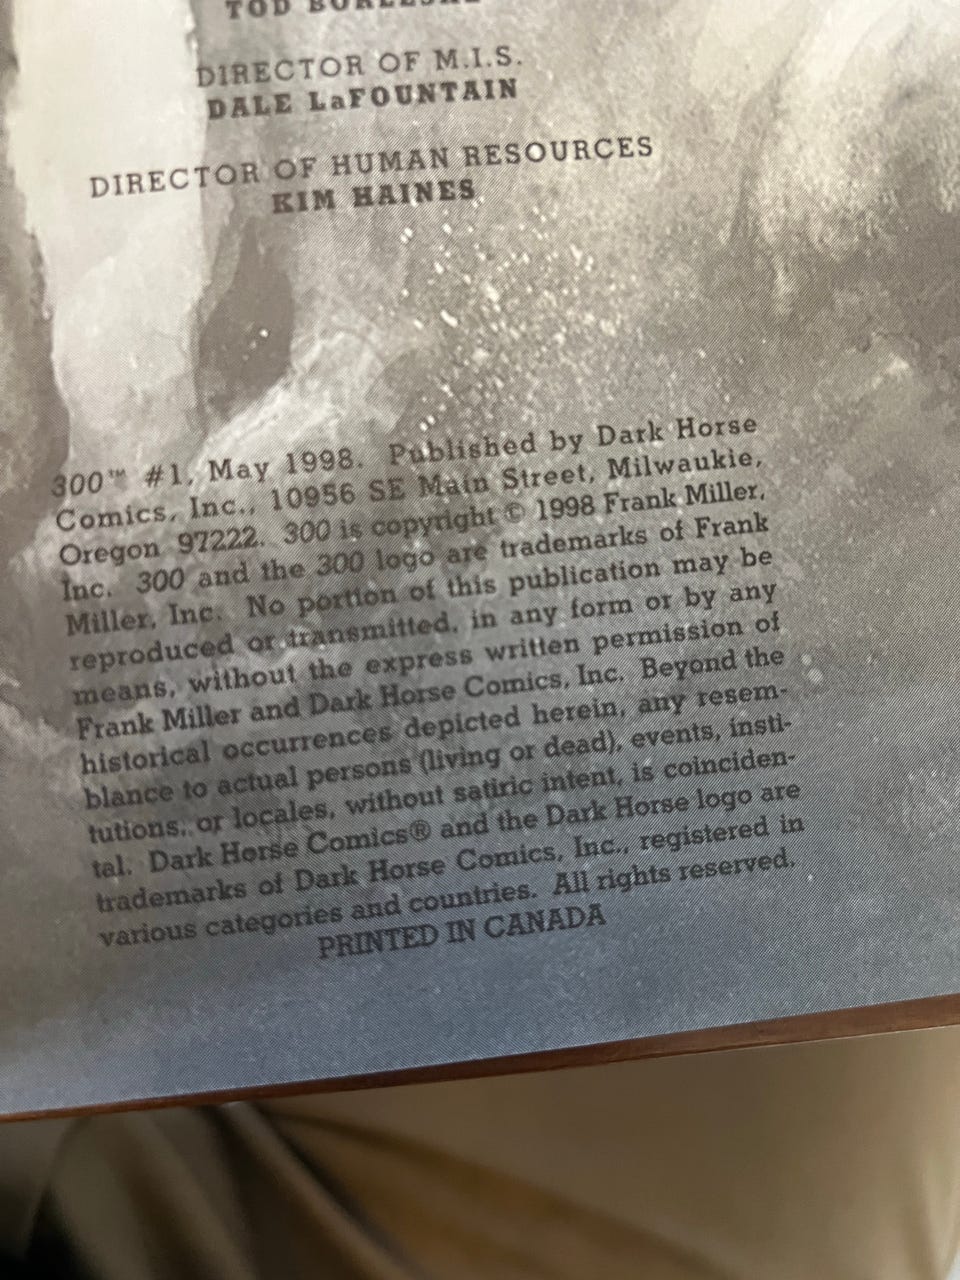 TOD
DIRECTOR OF M.I.S.
DALE LaFOUNTAIN
DIRECTOR OF HUMAN RESOURCES
KIM HAINES
300™ #1, May 1998. Published by Dark Horse
Comics, Inc., 10956 SE Main Street, Milwaukie,
Oregon 97222. 300 is copyright © 1998 Frank Miller,
Inc. 300 and the 300 logo are trademarks of Frank
Miller, Inc. No portion of this publication may be
reproduced or transmitted, in any form or by any
means, without the express written permission of
Frank Miller and Dark Horse Comics, Inc. Beyond the
historical occurrences depicted herein, any resem-
blance to actual persons (living or dead), events, insti-
tutions, or locales, without satiric intent, is coinciden-
tal. Dark Horse Comics® and the Dark Horse logo are
trademarks of Dark Horse Comics, Inc., registered in
various categories and countries. All rights reserved.
PRINTED IN CANADA